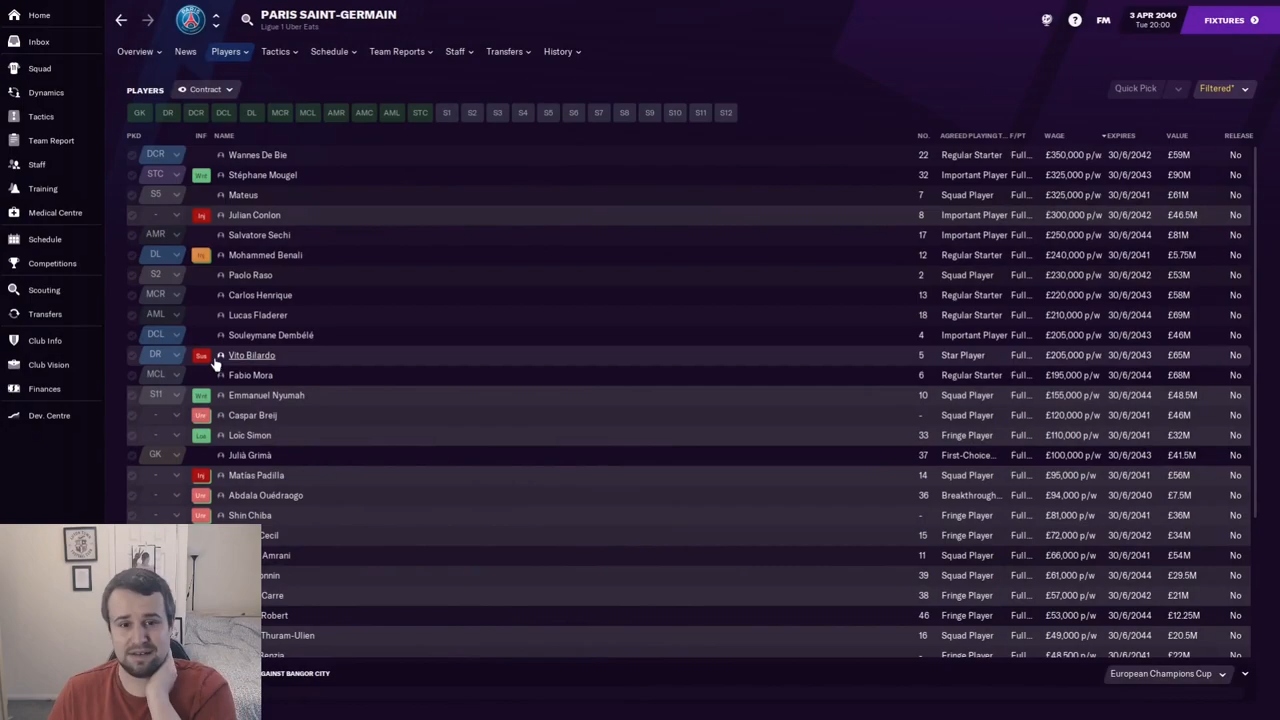 Home
PARIS SAINT-GERMAIN
Ligue 1 Uber Eats
FM
3 APR 2040
Tue 20:00
FIXTURES
Inbox
Overview News Players Tactics Schedule Team Reports Staff Transfers History
Squad
Dynamics
Tactics
Team Report
Staff
Training
Medical Centre
Schedule
Competitions
Scouting
Transfers
Club Info
Club Vision
Finances
Dev. Centre
PLAYERS Contract Quick Pick Filtered*
GK DR DCR DCL DL MCR MCL AMR AMC AML STC S1 S2 S3 S4 S5 S6 S7 S8 S9 S10 S11 S12
PKD INF NAME NO. AGREED PLAYING T... F/PT WAGE EXPIRES VALUE RELEASE
DCR Wannes De Bie 22 Regular Starter Full... £350,000 p/w 30/6/2042 £59M No
STC Wnt Stéphane Mougel 32 Important Player Full... £325,000 p/w 30/6/2043 £90M No
S5 Mateus 7 Squad Player Full... £325,000 p/w 30/6/2041 £61M No
- Inj Julian Conlon 8 Important Player Full... £300,000 p/w 30/6/2042 £46.5M No
AMR Salvatore Sechi 17 Important Player Full... £250,000 p/w 30/6/2044 £81M No
DL Inj Mohammed Benali 12 Regular Starter Full... £240,000 p/w 30/6/2041 £5.75M No
S2 Paolo Raso 2 Squad Player Full... £230,000 p/w 30/6/2042 £53M No
MCR Carlos Henrique 13 Regular Starter Full... £220,000 p/w 30/6/2043 £58M No
AML Lucas Fladerer 18 Regular Starter Full... £210,000 p/w 30/6/2044 £69M No
DCL Souleymane Dembélé 4 Important Player Full... £205,000 p/w 30/6/2043 £46M No
DR Sus Vito Bilardo 5 Star Player Full... £205,000 p/w 30/6/2043 £65M No
MCL Fabio Mora 6 Regular Starter Full... £195,000 p/w 30/6/2044 £68M No
S11 Wnt Emmanuel Nyumah 10 Squad Player Full... £155,000 p/w 30/6/2044 £48.5M No
- Unr Caspar Breij - Squad Player Full... £120,000 p/w 30/6/2041 £46M No
- Loa Loïc Simon 33 Fringe Player Full... £110,000 p/w 30/6/2041 £32M No
GK Julià Grimà 37 First-Choice... Full... £100,000 p/w 30/6/2043 £41.5M No
- Inj Matías Padilla 14 Squad Player Full... £95,000 p/w 30/6/2041 £56M No
- Unr Abdala Ouédraogo 36 Breakthrough... Full... £94,000 p/w 30/6/2040 £7.5M No
- Unr Shin Chiba - Fringe Player Full... £81,000 p/w 30/6/2041 £36M No
Cecil 15 Fringe Player Full... £72,000 p/w 30/6/2042 £34M No
Amrani 11 Squad Player Full... £66,000 p/w 30/6/2041 £54M No
onnin 39 Squad Player Full... £61,000 p/w 30/6/2044 £29.5M No
Carre 38 Fringe Player Full... £57,000 p/w 30/6/2042 £21M No
Robert 46 Fringe Player Full... £53,000 p/w 30/6/2044 £12.25M No
Thuram-Ulien 16 Squad Player Full... £49,000 p/w 30/6/2044 £20.5M No
- Fringe Player Full... £48,500 p/w 30/6/2041 £22M No
AGAINST BANGOR CITY European Champions Cup